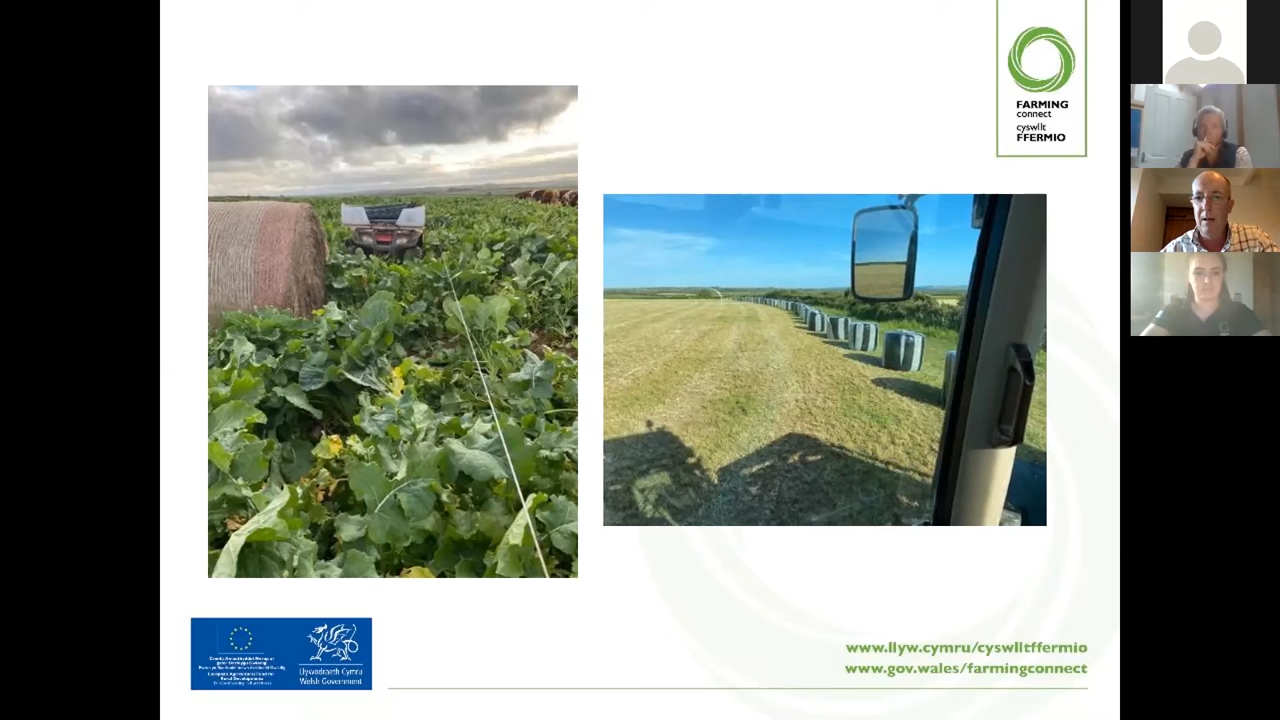 FARMING
connect
cyswllt
FFERMIO
Llywodraeth Cymru
Welsh Government
www.llyw.cymru/cyswlltffermio
www.gov.wales/farmingconnect